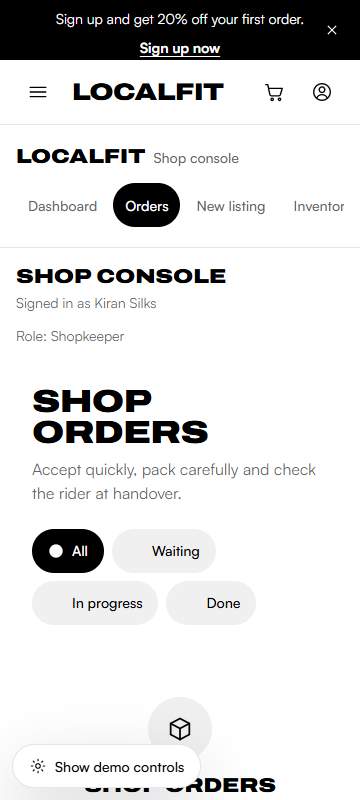 Sign up and get 20% off your first order.
Sign up now
LOCALFIT
LOCALFIT Shop console
Dashboard Orders New listing Inventor
SHOP CONSOLE
Signed in as Kiran Silks
Role: Shopkeeper
SHOP
ORDERS
Accept quickly, pack carefully and check
the rider at handover.
All Waiting
In progress Done
Show demo controls
ORDERS